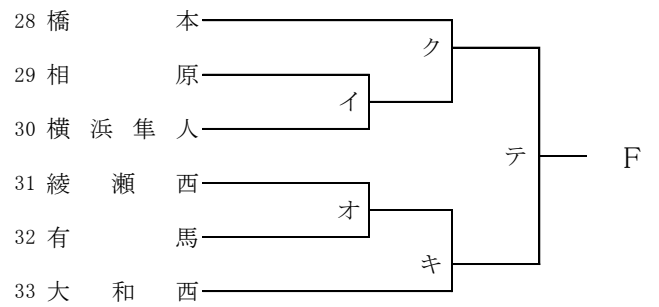 28 橋本
ク
29 相原
イ
30 横浜隼人
テ F
31 綾瀬西
オ
32 有馬
キ
33 大和西